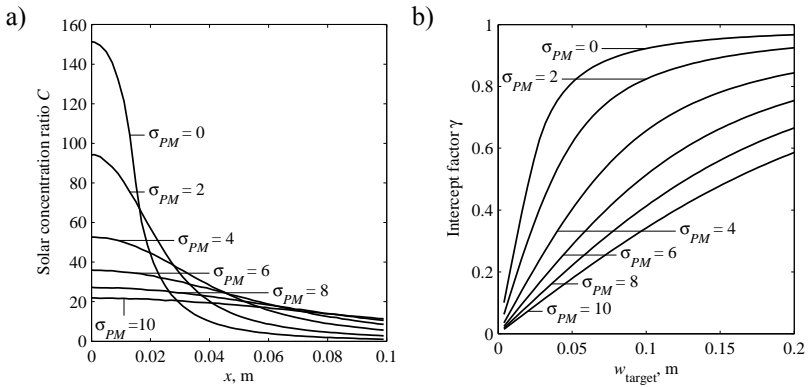 a)
160
140
120
100
80
60
40
20
0
Solar concentration ratio C
σPM = 0
σPM = 2
σPM = 4
σPM = 6
σPM = 8
σPM = 10
0 0.02 0.04 0.06 0.08 0.1
x, m
b)
1
0.8
0.6
0.4
0.2
0
Intercept factor γ
σPM = 0
σPM = 2
σPM = 4
σPM = 6
σPM = 8
σPM = 10
0 0.05 0.1 0.15 0.2
wtarget, m